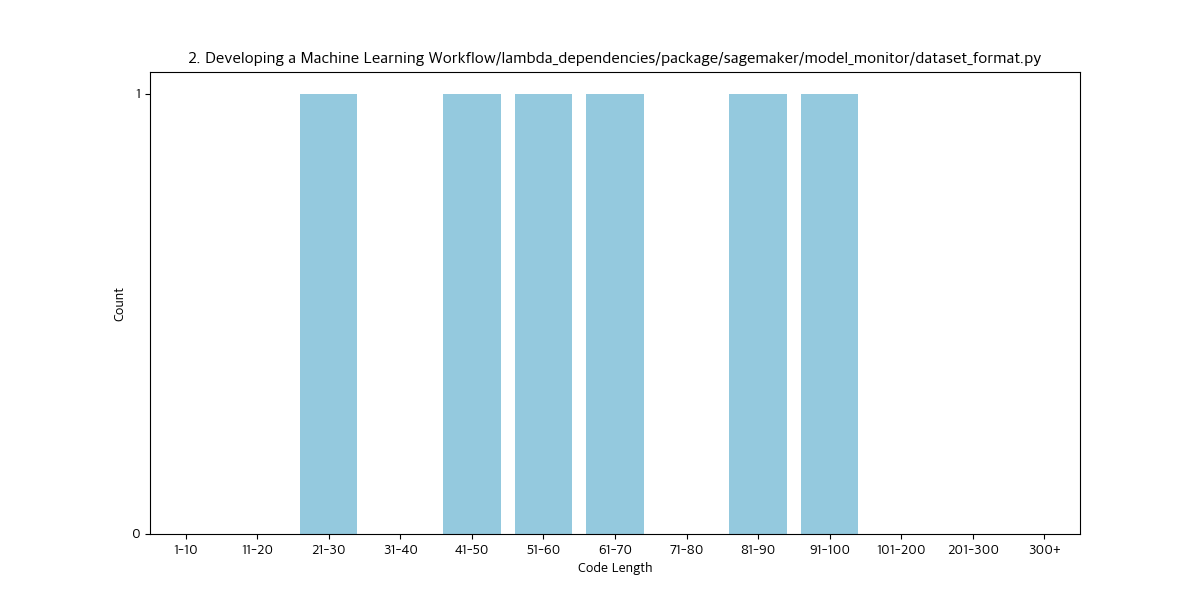 2. Developing a Machine Learning Workflow/lambda_dependencies/package/sagemaker/model_monitor/dataset_format.py
1
0
Count
1-10 11-20 21-30 31-40 41-50 51-60 61-70 71-80 81-90 91-100 101-200 201-300 300+
Code Length